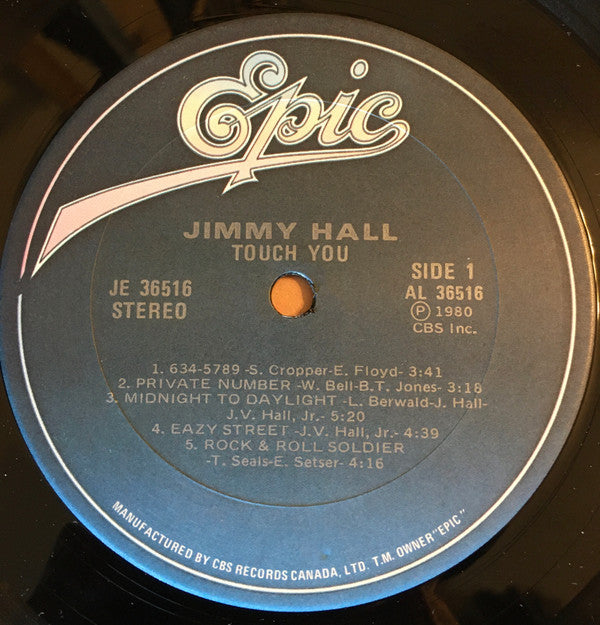 Epic
JIMMY HALL
TOUCH YOU
JE 36516
STEREO
SIDE 1
AL 36516
Ⓟ 1980
CBS Inc.
1. 634-5789 -S. Cropper-E. Floyd- 3:41
2. PRIVATE NUMBER -W. Bell-B.T. Jones- 3:18
3. MIDNIGHT TO DAYLIGHT -L. Berwald-J. Hall-
J.V. Hall, Jr.- 5:20
4. EAZY STREET -J.V. Hall, Jr.- 4:39
5. ROCK & ROLL SOLDIER
-T. Seals-E. Setser- 4:16
MANUFACTURED BY CBS RECORDS CANADA, LTD. T.M. OWNER "EPIC"